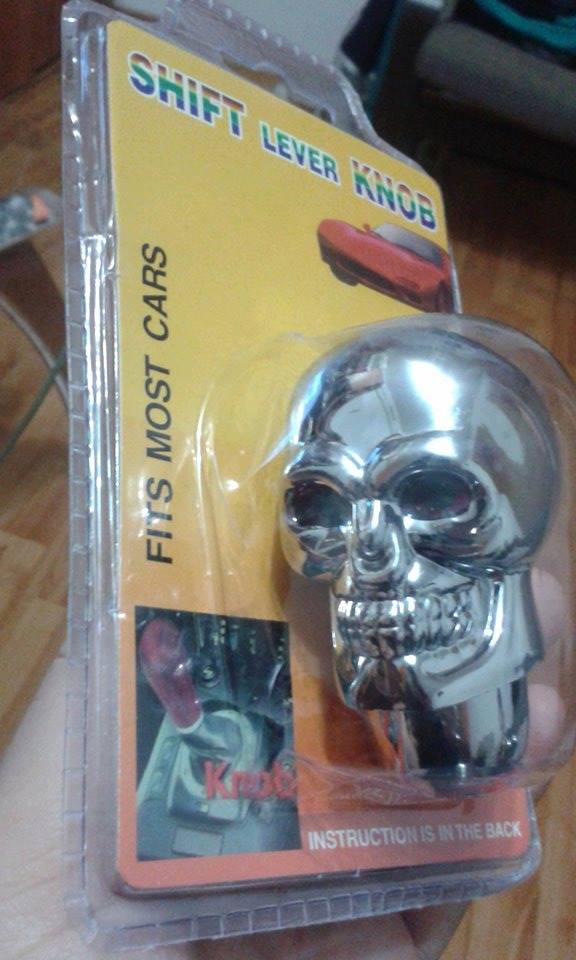 SHIFT LEVER KNOB
FITS MOST CARS
Knob
INSTRUCTION IS IN THE BACK